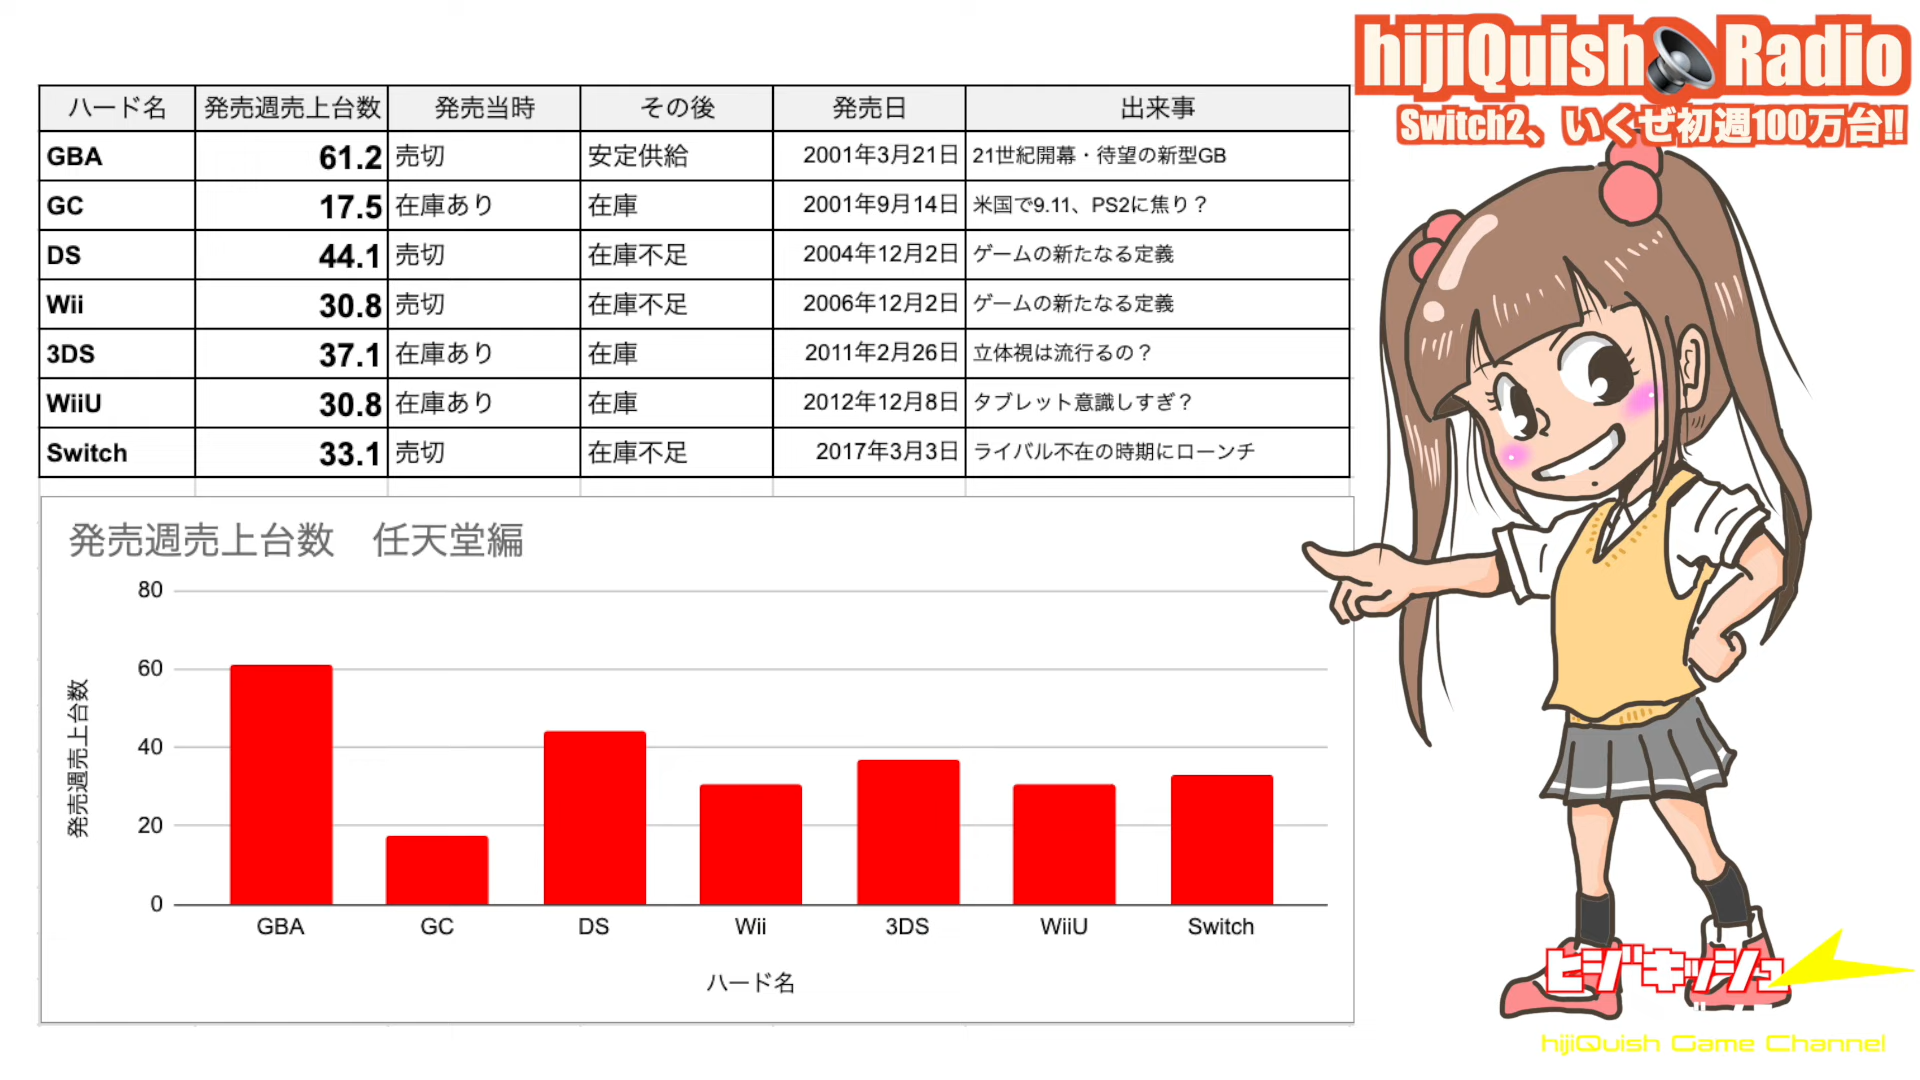 hijiQuish Radio
Switch2、いくぜ初週100万台!!
ハード名 発売週売上台数 発売当時 その後 発売日 出来事
GBA 61.2 売切 安定供給 2001年3月21日 21世紀開幕・待望の新型GB
GC 17.5 在庫あり 在庫 2001年9月14日 米国で9.11、PS2に焦り？
DS 44.1 売切 在庫不足 2004年12月2日 ゲームの新たなる定義
Wii 30.8 売切 在庫不足 2006年12月2日 ゲームの新たなる定義
3DS 37.1 在庫あり 在庫 2011年2月26日 立体視は流行るの？
WiiU 30.8 在庫あり 在庫 2012年12月8日 タブレット意識しすぎ？
Switch 33.1 売切 在庫不足 2017年3月3日 ライバル不在の時期にローンチ
発売週売上台数　任天堂編
80
60
40
20
0
発売週売上台数
GBA GC DS Wii 3DS WiiU Switch
ハード名
ヒジキッシュ
hijiQuish Game Channel